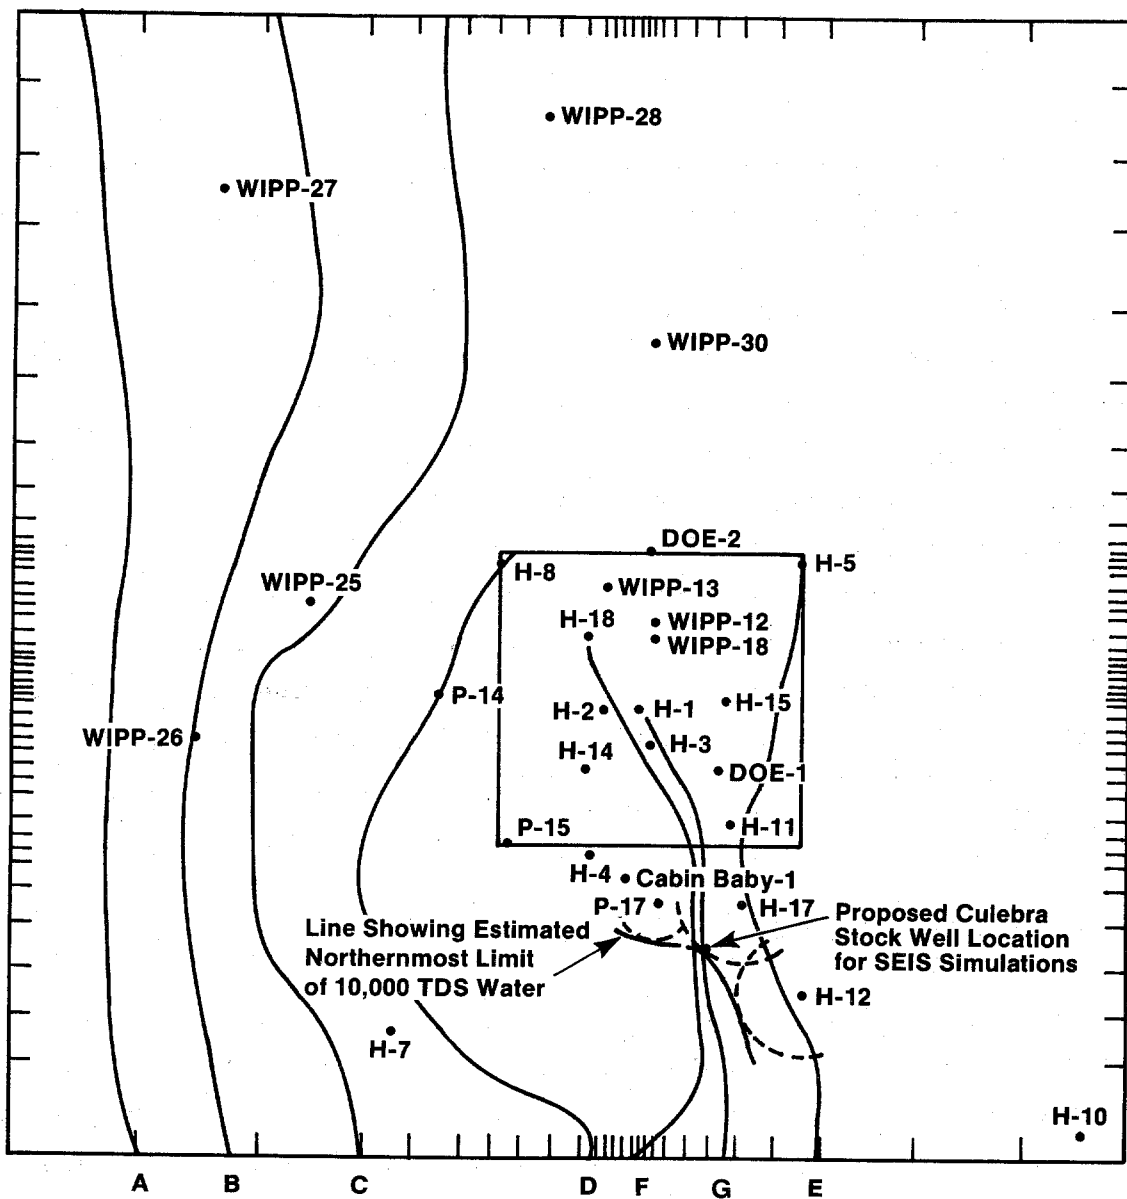 WIPP-28
WIPP-27
WIPP-30
DOE-2
H-5
H-8
WIPP-25
WIPP-13
H-18
WIPP-12
WIPP-18
P-14
H-2
H-1
H-15
WIPP-26
H-3
H-14
DOE-1
P-15
H-11
H-4
Cabin Baby-1
P-17
H-17
Line Showing Estimated
Northernmost Limit
of 10,000 TDS Water
Proposed Culebra
Stock Well Location
for SEIS Simulations
H-12
H-7
H-10
A B C D F G E